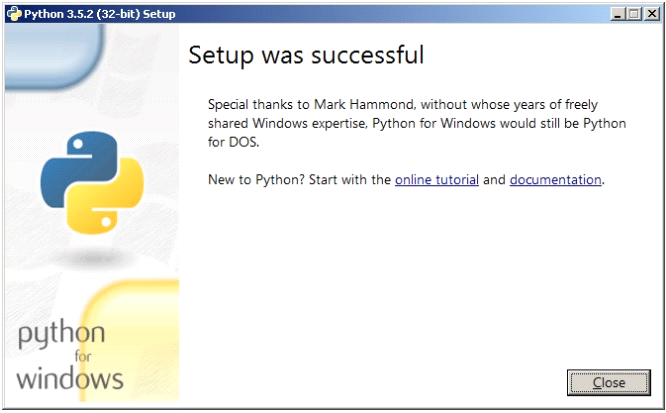 Python 3.5.2 (32-bit) Setup
Setup was successful
Special thanks to Mark Hammond, without whose years of freely
shared Windows expertise, Python for Windows would still be Python
for DOS.
New to Python? Start with the online tutorial and documentation.
python
for
windows
Close